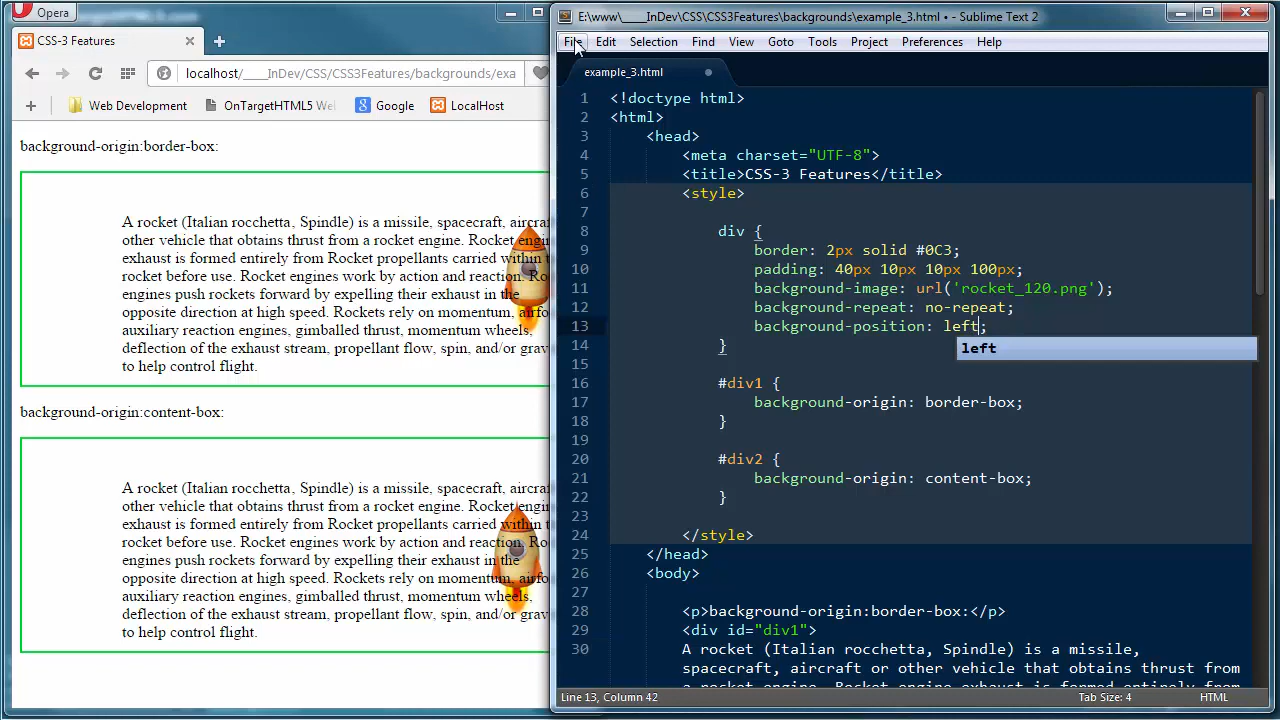 Opera
CSS-3 Features
localhost/____InDev/CSS/CSS3Features/backgrounds/exa
Web Development
OnTargetHTML5 We
Google
LocalHost
background-origin:border-box:
A rocket (Italian rocchetta, Spindle) is a missile, spacecraft, aircraf
other vehicle that obtains thrust from a rocket engine. Rocket engin
exhaust is formed entirely from Rocket propellants carried within t
rocket before use. Rocket engines work by action and reaction. Ro
engines push rockets forward by expelling their exhaust in the
opposite direction at high speed. Rockets rely on momentum, airfo
auxiliary reaction engines, gimballed thrust, momentum wheels,
deflection of the exhaust stream, propellant flow, spin, and/or grav
to help control flight.
background-origin:content-box:
A rocket (Italian rocchetta, Spindle) is a missile, spacecraft, aircraf
other vehicle that obtains thrust from a rocket engine. Rocket engin
exhaust is formed entirely from Rocket propellants carried within t
rocket before use. Rocket engines work by action and reaction. Ro
engines push rockets forward by expelling their exhaust in the
opposite direction at high speed. Rockets rely on momentum, airfo
auxiliary reaction engines, gimballed thrust, momentum wheels,
deflection of the exhaust stream, propellant flow, spin, and/or grav
to help control flight.
E:\www\____InDev\CSS\CSS3Features\backgrounds\example_3.html • - Sublime Text 2
File Edit Selection Find View Goto Tools Project Preferences Help
example_3.html
1 <!doctype html>
2 <html>
3 <head>
4 <meta charset="UTF-8">
5 <title>CSS-3 Features</title>
6 <style>
7
8 div {
9 border: 2px solid #0C3;
10 padding: 40px 10px 10px 100px;
11 background-image: url('rocket_120.png');
12 background-repeat: no-repeat;
13 background-position: left;
left
14 }
15
16 #div1 {
17 background-origin: border-box;
18 }
19
20 #div2 {
21 background-origin: content-box;
22 }
23
24 </style>
25 </head>
26 <body>
27
28 <p>background-origin:border-box:</p>
29 <div id="div1">
30 A rocket (Italian rocchetta, Spindle) is a missile,
spacecraft, aircraft or other vehicle that obtains thrust from
a rocket engine. Rocket engine exhaust is formed entirely from
Line 13, Column 42
Tab Size: 4
HTML